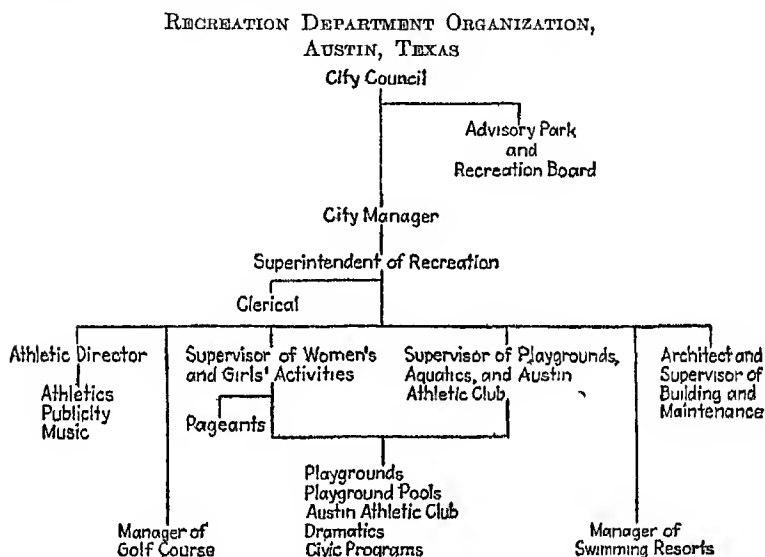 RECREATION DEPARTMENT ORGANIZATION,
AUSTIN, TEXAS
City Council
Advisory Park
and
Recreation Board
City Manager
Superintendent of Recreation
Clerical
Athletic Director
Athletics
Publicity
Music
Supervisor of Women's
and Girls' Activities
Pageants
Supervisor of Playgrounds,
Aquatics, and Austin
Athletic Club
Architect and
Supervisor of
Building and
Maintenance
Playgrounds
Playground Pools
Austin Athletic Club
Dramatics
Civic Programs
Manager of
Golf Course
Manager of
Swimming Resorts